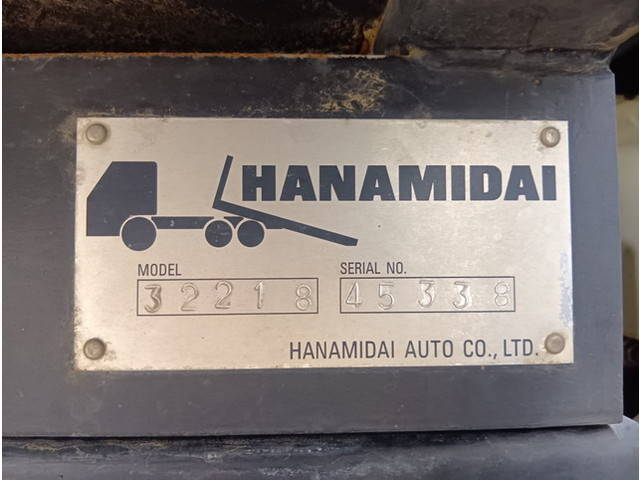 HANAMIDAI
MODEL
32218
SERIAL NO.
45338
HANAMIDAI AUTO CO., LTD.